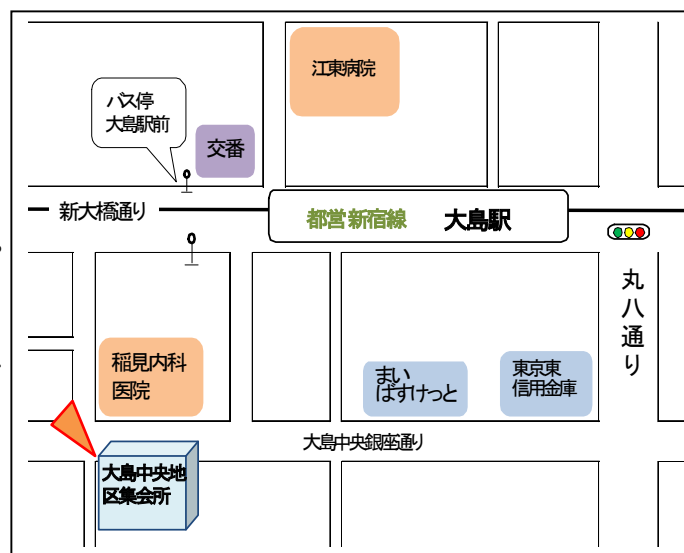 江東病院
バス停
大島駅前
交番
新大橋通り
都営新宿線 大島駅
丸八通り
稲見内科
医院
まい
ばすけっと
東京東
信用金庫
大島中央銀座通り
大島中央地
区集会所